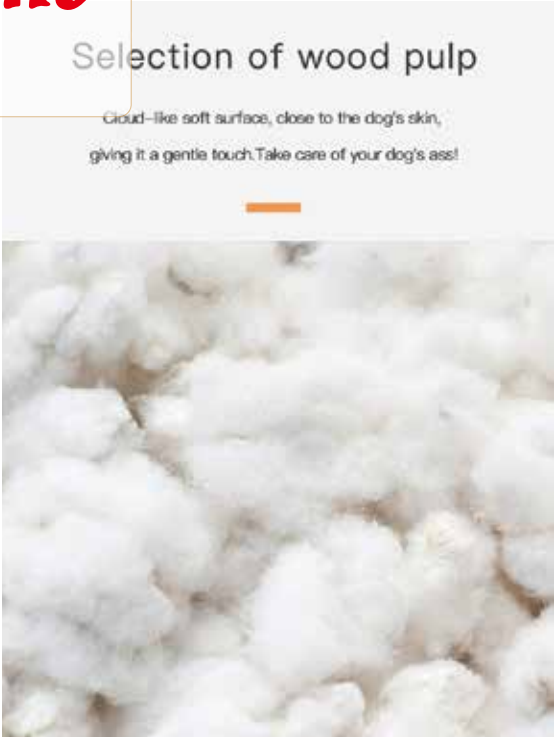 Selection of wood pulp
Cloud-like soft surface, close to the dog's skin,
giving it a gentle touch.Take care of your dog's ass!